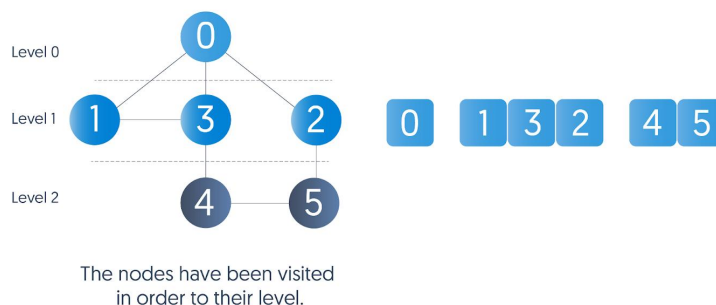 Level 0
0
Level 1
1 3 2
0 1 3 2 4 5
Level 2
4 5
The nodes have been visited
in order to their level.